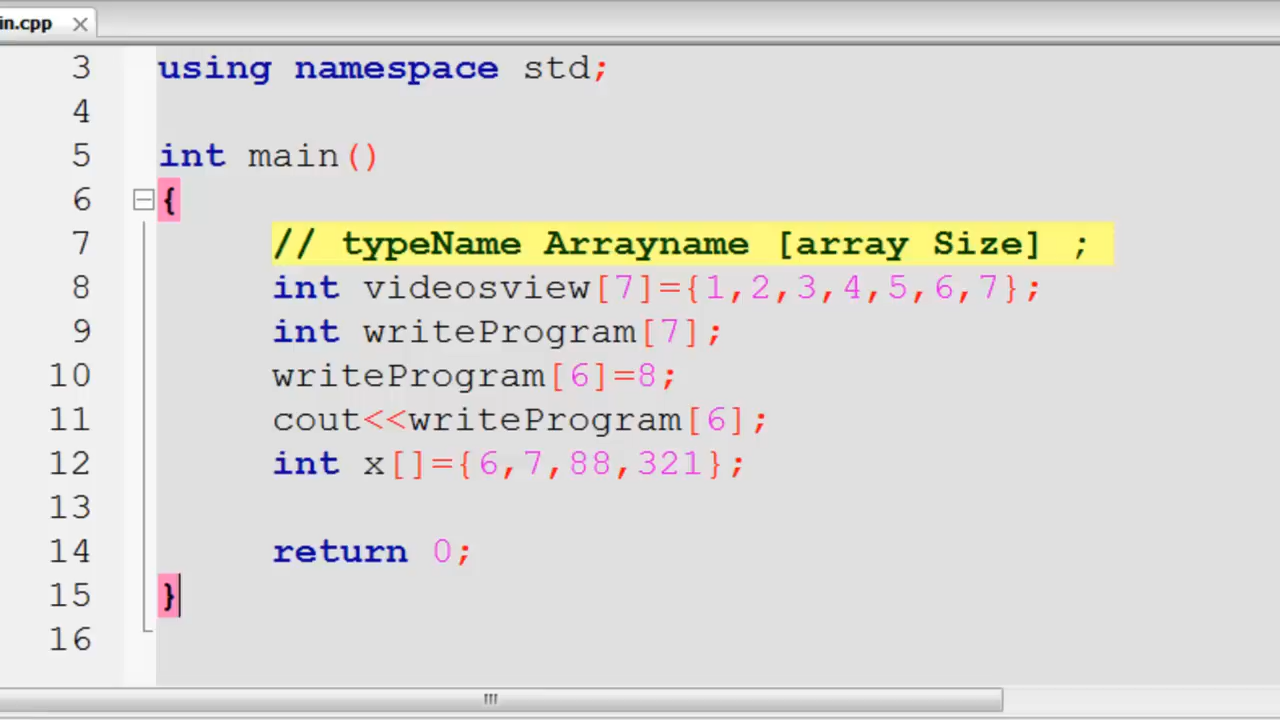 in.cpp
3 using namespace std;
4
5 int main()
6 {
7 // typeName Arrayname [array Size] ;
8 int videosview[7]={1,2,3,4,5,6,7};
9 int writeProgram[7];
10 writeProgram[6]=8;
11 cout<<writeProgram[6];
12 int x[]={6,7,88,321};
13
14 return 0;
15 }
16